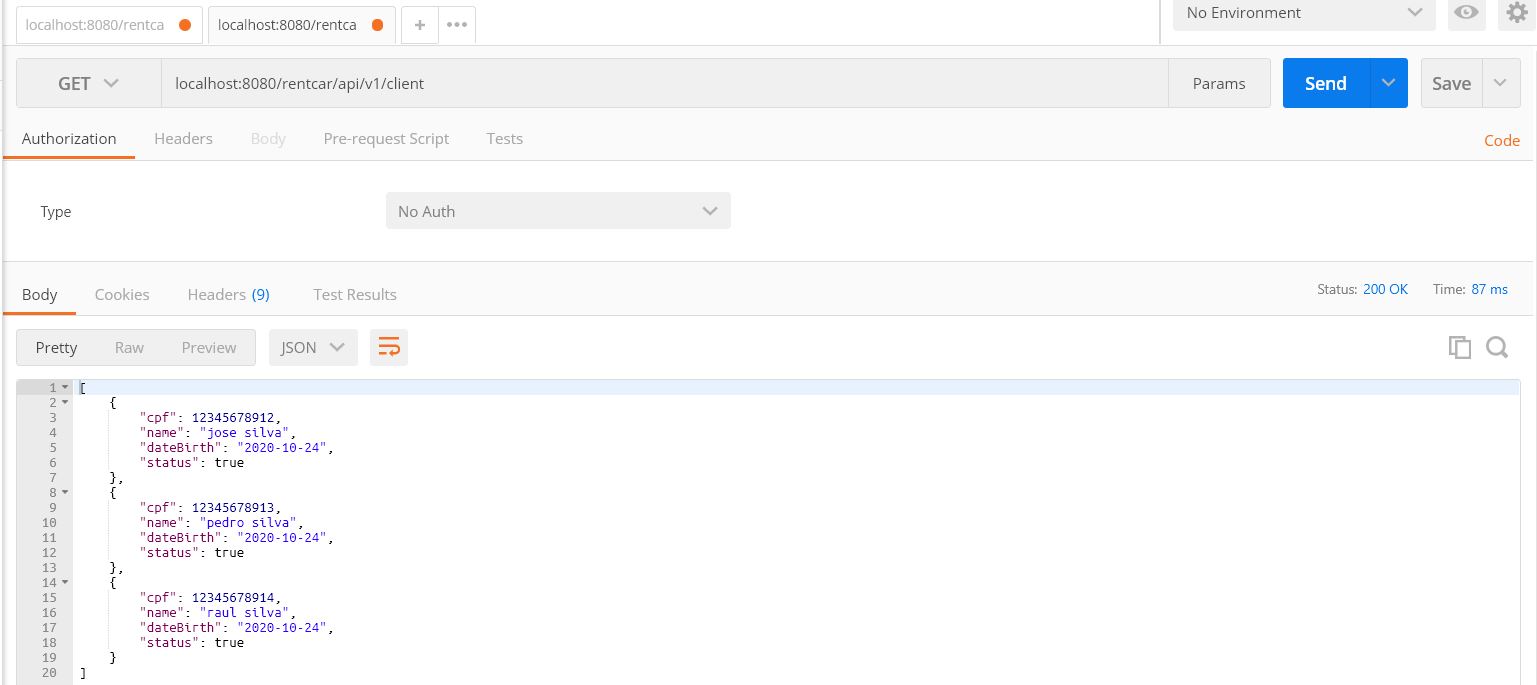 localhost:8080/rentca localhost:8080/rentca + ••• No Environment
GET localhost:8080/rentcar/api/v1/client Params Send Save
Authorization Headers Body Pre-request Script Tests Code
Type No Auth
Body Cookies Headers (9) Test Results Status: 200 OK Time: 87 ms
Pretty Raw Preview JSON
1 [
2 {
3 "cpf": 12345678912,
4 "name": "jose silva",
5 "dateBirth": "2020-10-24",
6 "status": true
7 },
8 {
9 "cpf": 12345678913,
10 "name": "pedro silva",
11 "dateBirth": "2020-10-24",
12 "status": true
13 },
14 {
15 "cpf": 12345678914,
16 "name": "raul silva",
17 "dateBirth": "2020-10-24",
18 "status": true
19 }
20 ]